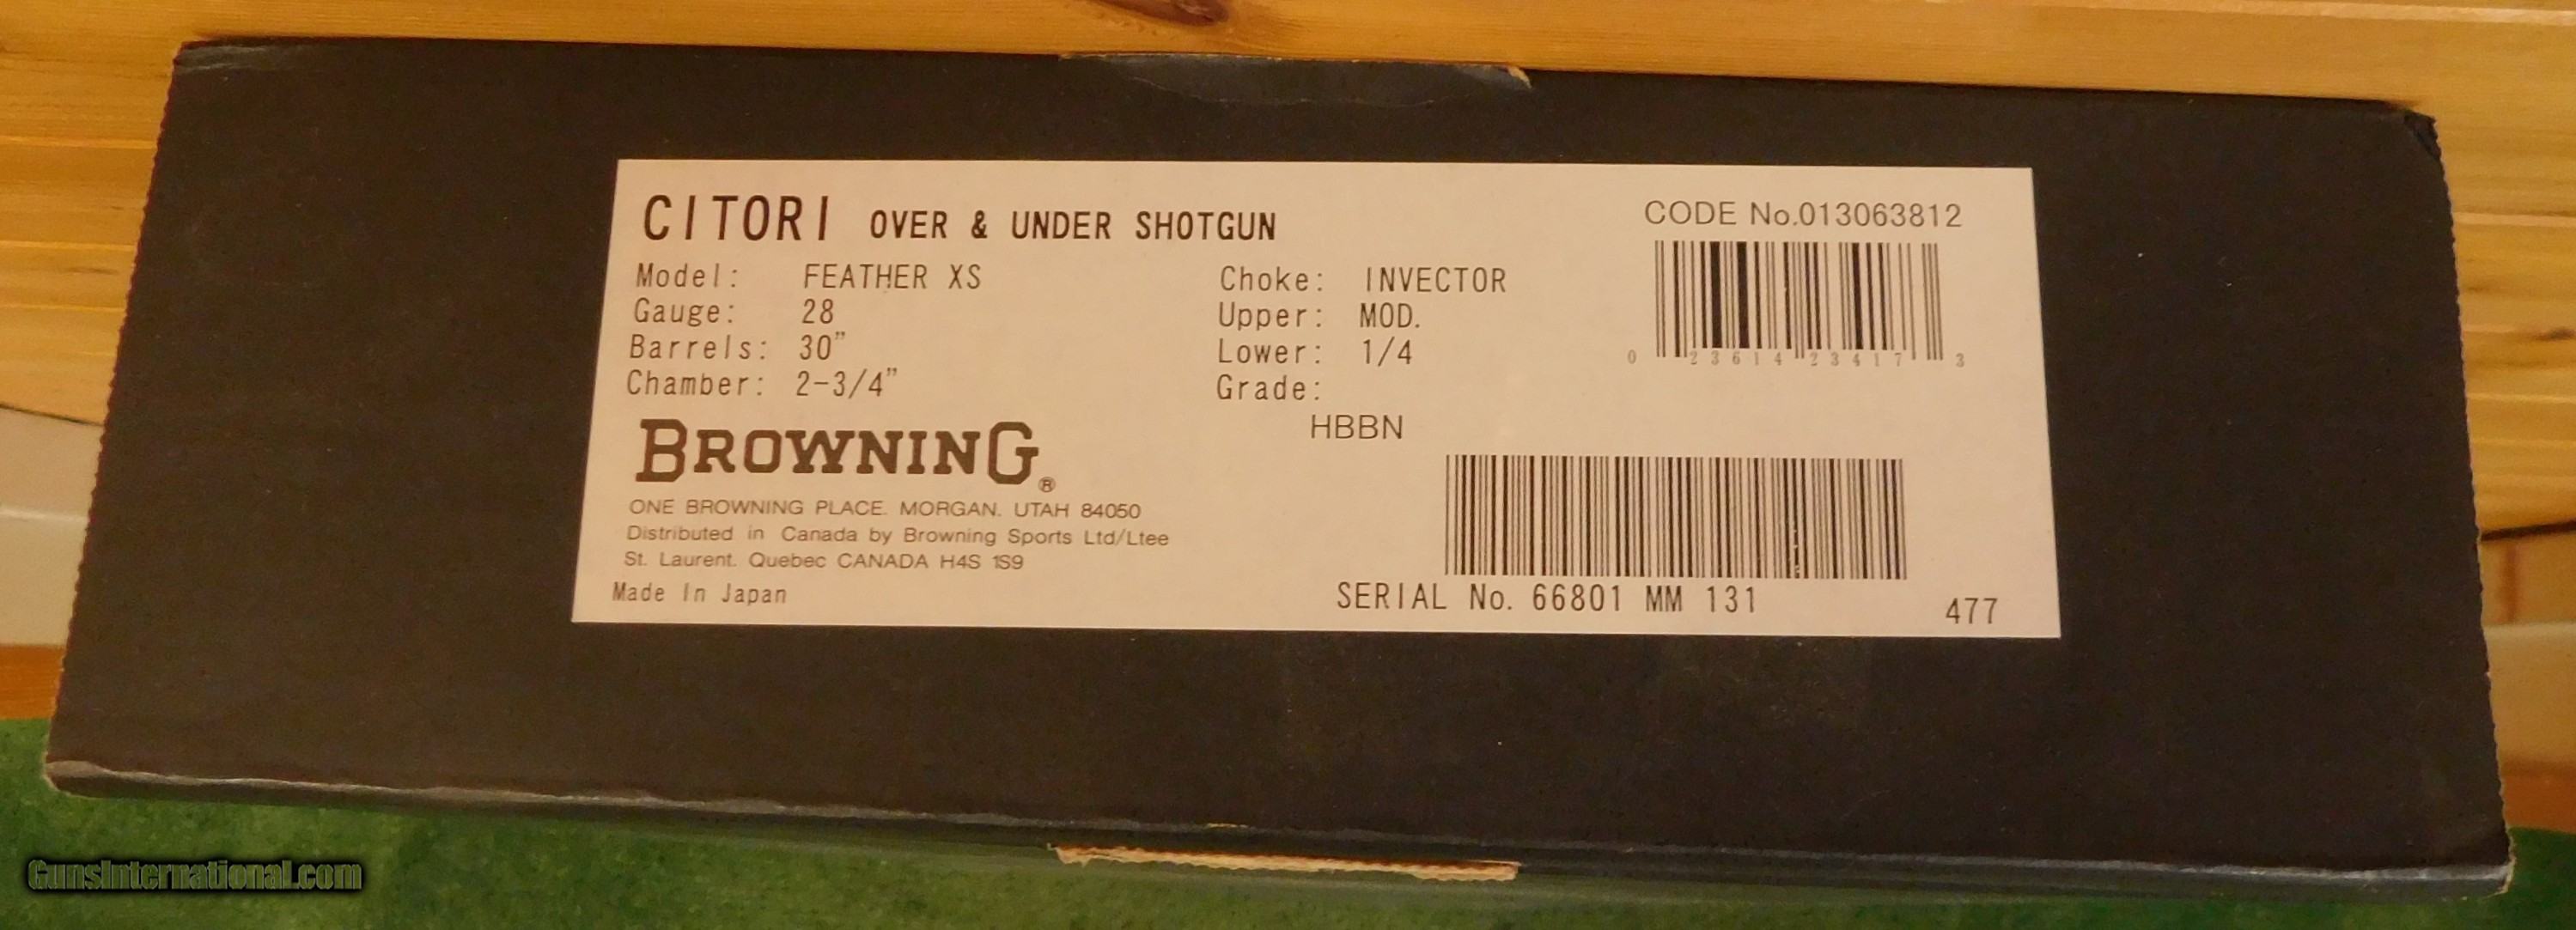 CITORI OVER & UNDER SHOTGUN
Model: FEATHER XS
Gauge: 28
Barrels: 30”
Chamber: 2-3/4”
Choke: INVECTOR
Upper: MOD.
Lower: 1/4
Grade:
HBBN
CODE No.013063812
0 23614 23417 3
BROWNING®
ONE BROWNING PLACE. MORGAN. UTAH 84050
Distributed in Canada by Browning Sports Ltd/Ltee
St. Laurent. Quebec CANADA H4S 1S9
Made In Japan
SERIAL No. 66801 MM 131
477
GunsInternational.com